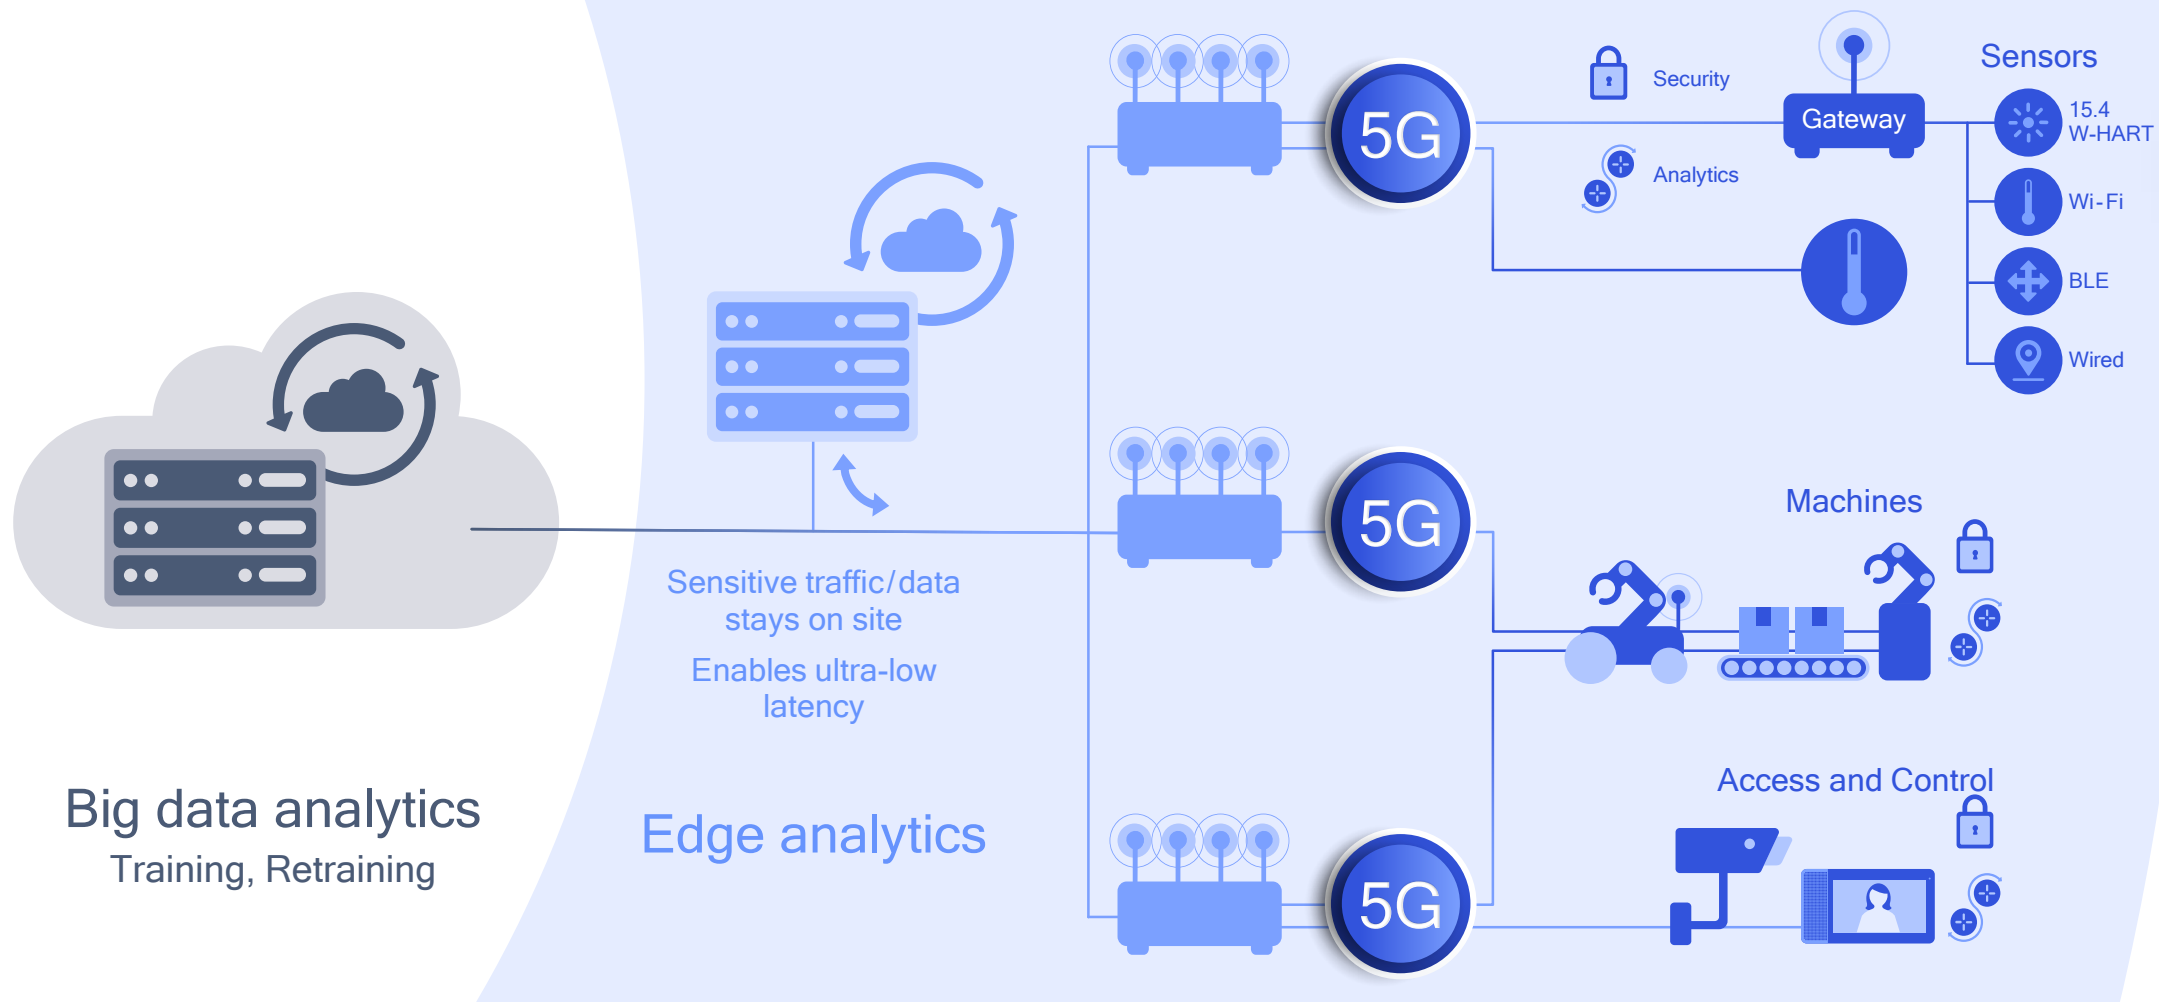 Big data analytics
Training, Retraining
Sensitive traffic/data
stays on site
Enables ultra-low
latency
Edge analytics
5G
Security
Analytics
Gateway
Sensors
15.4
W-HART
Wi-Fi
BLE
Wired
5G
Machines
5G
Access and Control